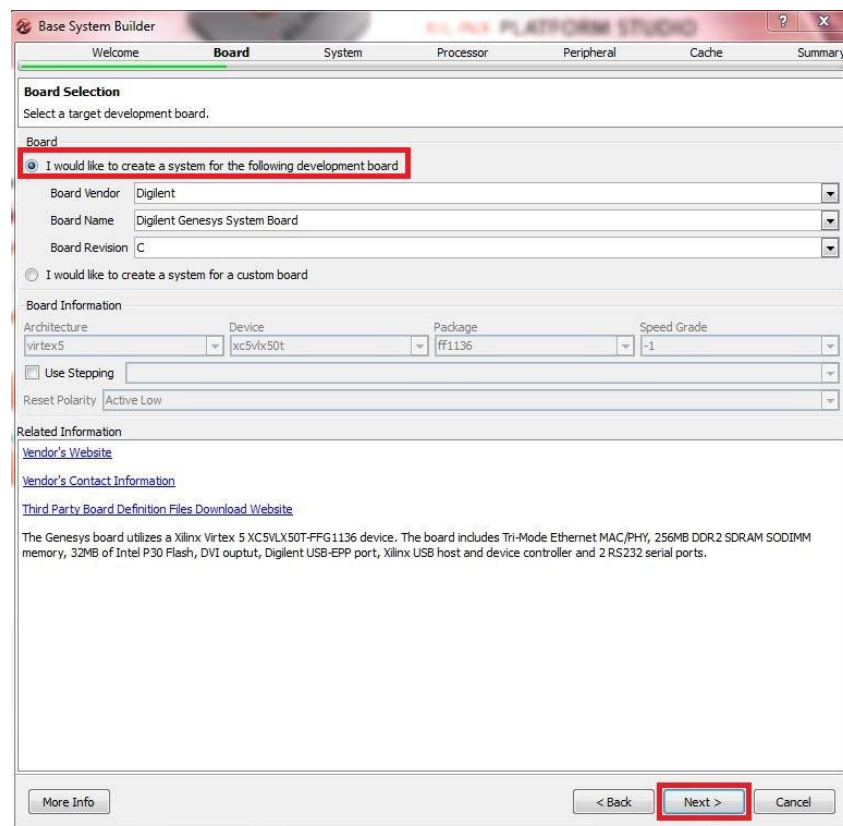 Base System Builder
XILINX PLATFORM STUDIO
Welcome Board System Processor Peripheral Cache Summary
Board Selection
Select a target development board.
Board
I would like to create a system for the following development board
Board Vendor Digilent
Board Name Digilent Genesys System Board
Board Revision C
I would like to create a system for a custom board
Board Information
Architecture Device Package Speed Grade
virtex5 xc5vlx50t ff1136 -1
Use Stepping
Reset Polarity Active Low
Related Information
Vendor's Website
Vendor's Contact Information
Third Party Board Definition Files Download Website
The Genesys board utilizes a Xilinx Virtex 5 XC5VLX50T-FFG1136 device. The board includes Tri-Mode Ethernet MAC/PHY, 256MB DDR2 SDRAM SODIMM
memory, 32MB of Intel P30 Flash, DVI ouptut, Digilent USB-EPP port, Xilinx USB host and device controller and 2 RS232 serial ports.
More Info < Back Next > Cancel